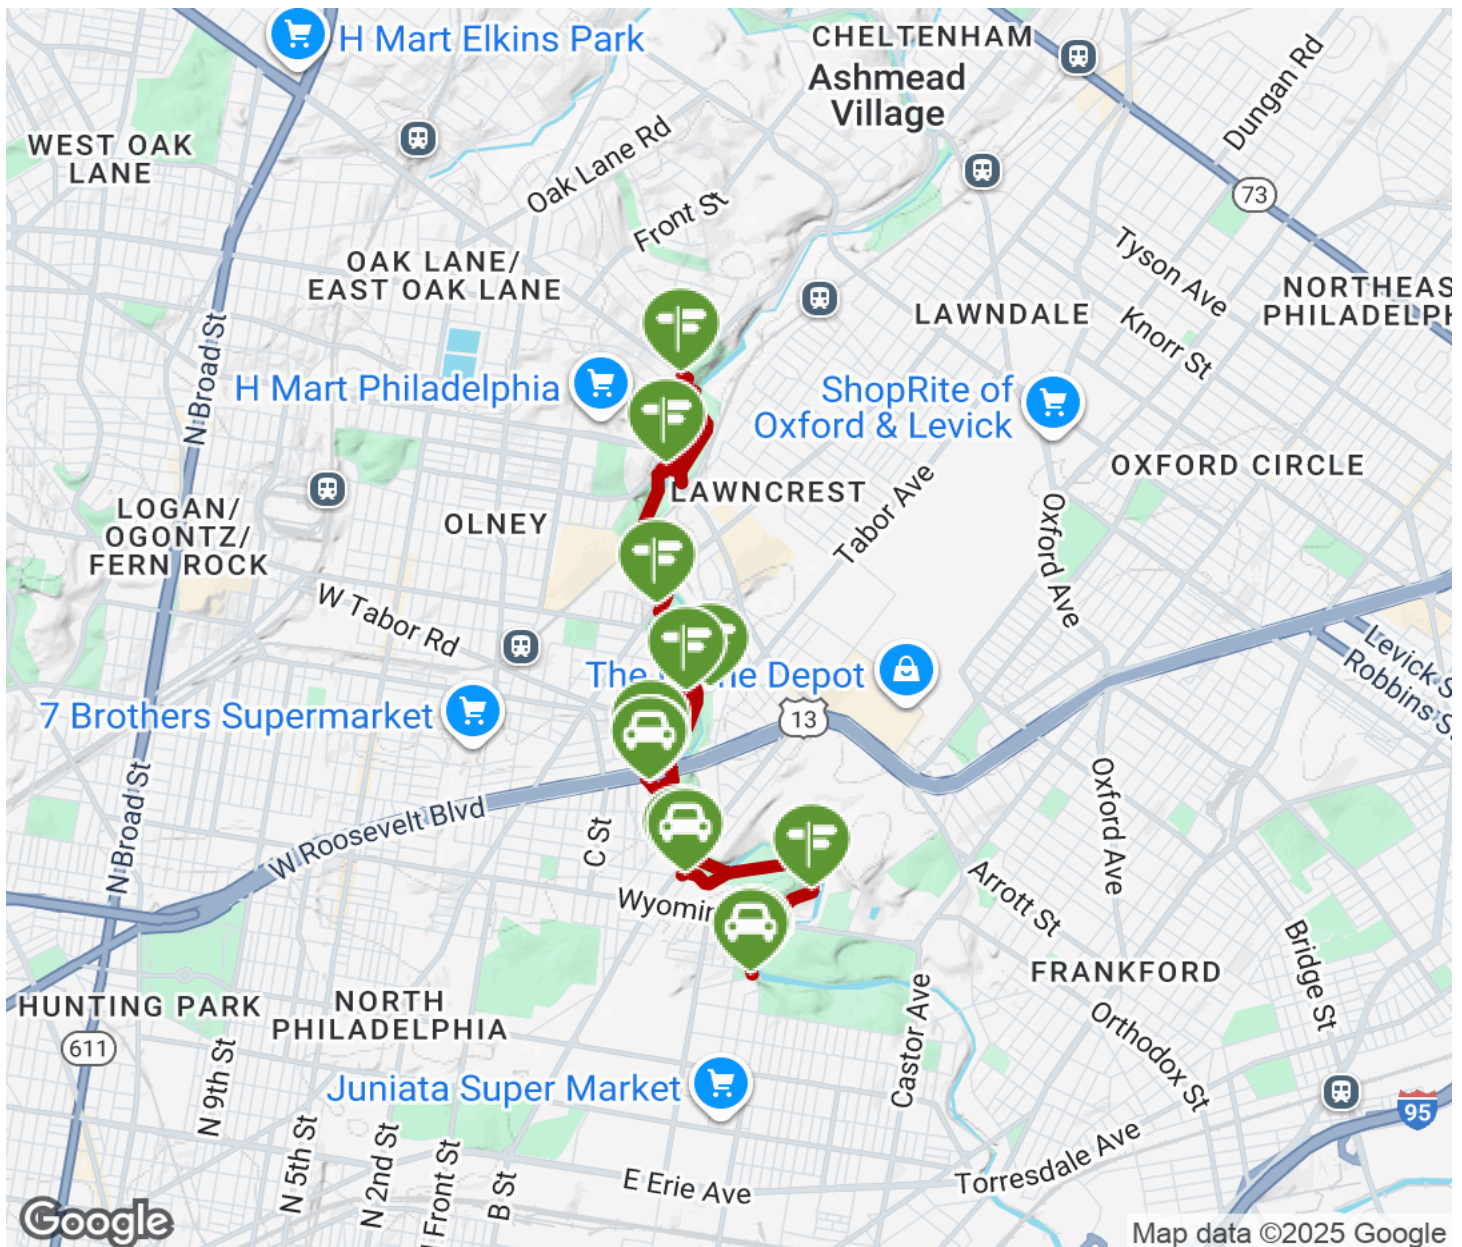 H Mart Elkins Park
CHELTENHAM
Ashmead
Village
Dungan Rd
WEST OAK
LANE
Oak Lane Rd
73
Front St
Tyson Ave
OAK LANE/
EAST OAK LANE
NORTHEAS
PHILADELPH
LAWNDALE
Knorr St
N Broad St
H Mart Philadelphia
ShopRite of
Oxford & Levick
OXFORD CIRCLE
LAWNCREST
Tabor Ave
Oxford Ave
LOGAN/
OGONTZ/
FERN ROCK
OLNEY
W Tabor Rd
Levick S
Robbins S
The
ne Depot
7 Brothers Supermarket
13
Oxford Ave
N Broad St
W Roosevelt Blvd
C St
Arrott St
Wyomin
Bridge St
FRANKFORD
HUNTING PARK
NORTH
PHILADELPHIA
Castor Ave
Orthodox St
611
N 9th St
Juniata Super Market
95
N 5th St
N 2nd St
Front St
B St
E Erie Ave
Torresdale Ave
Google
Map data ©2025 Google